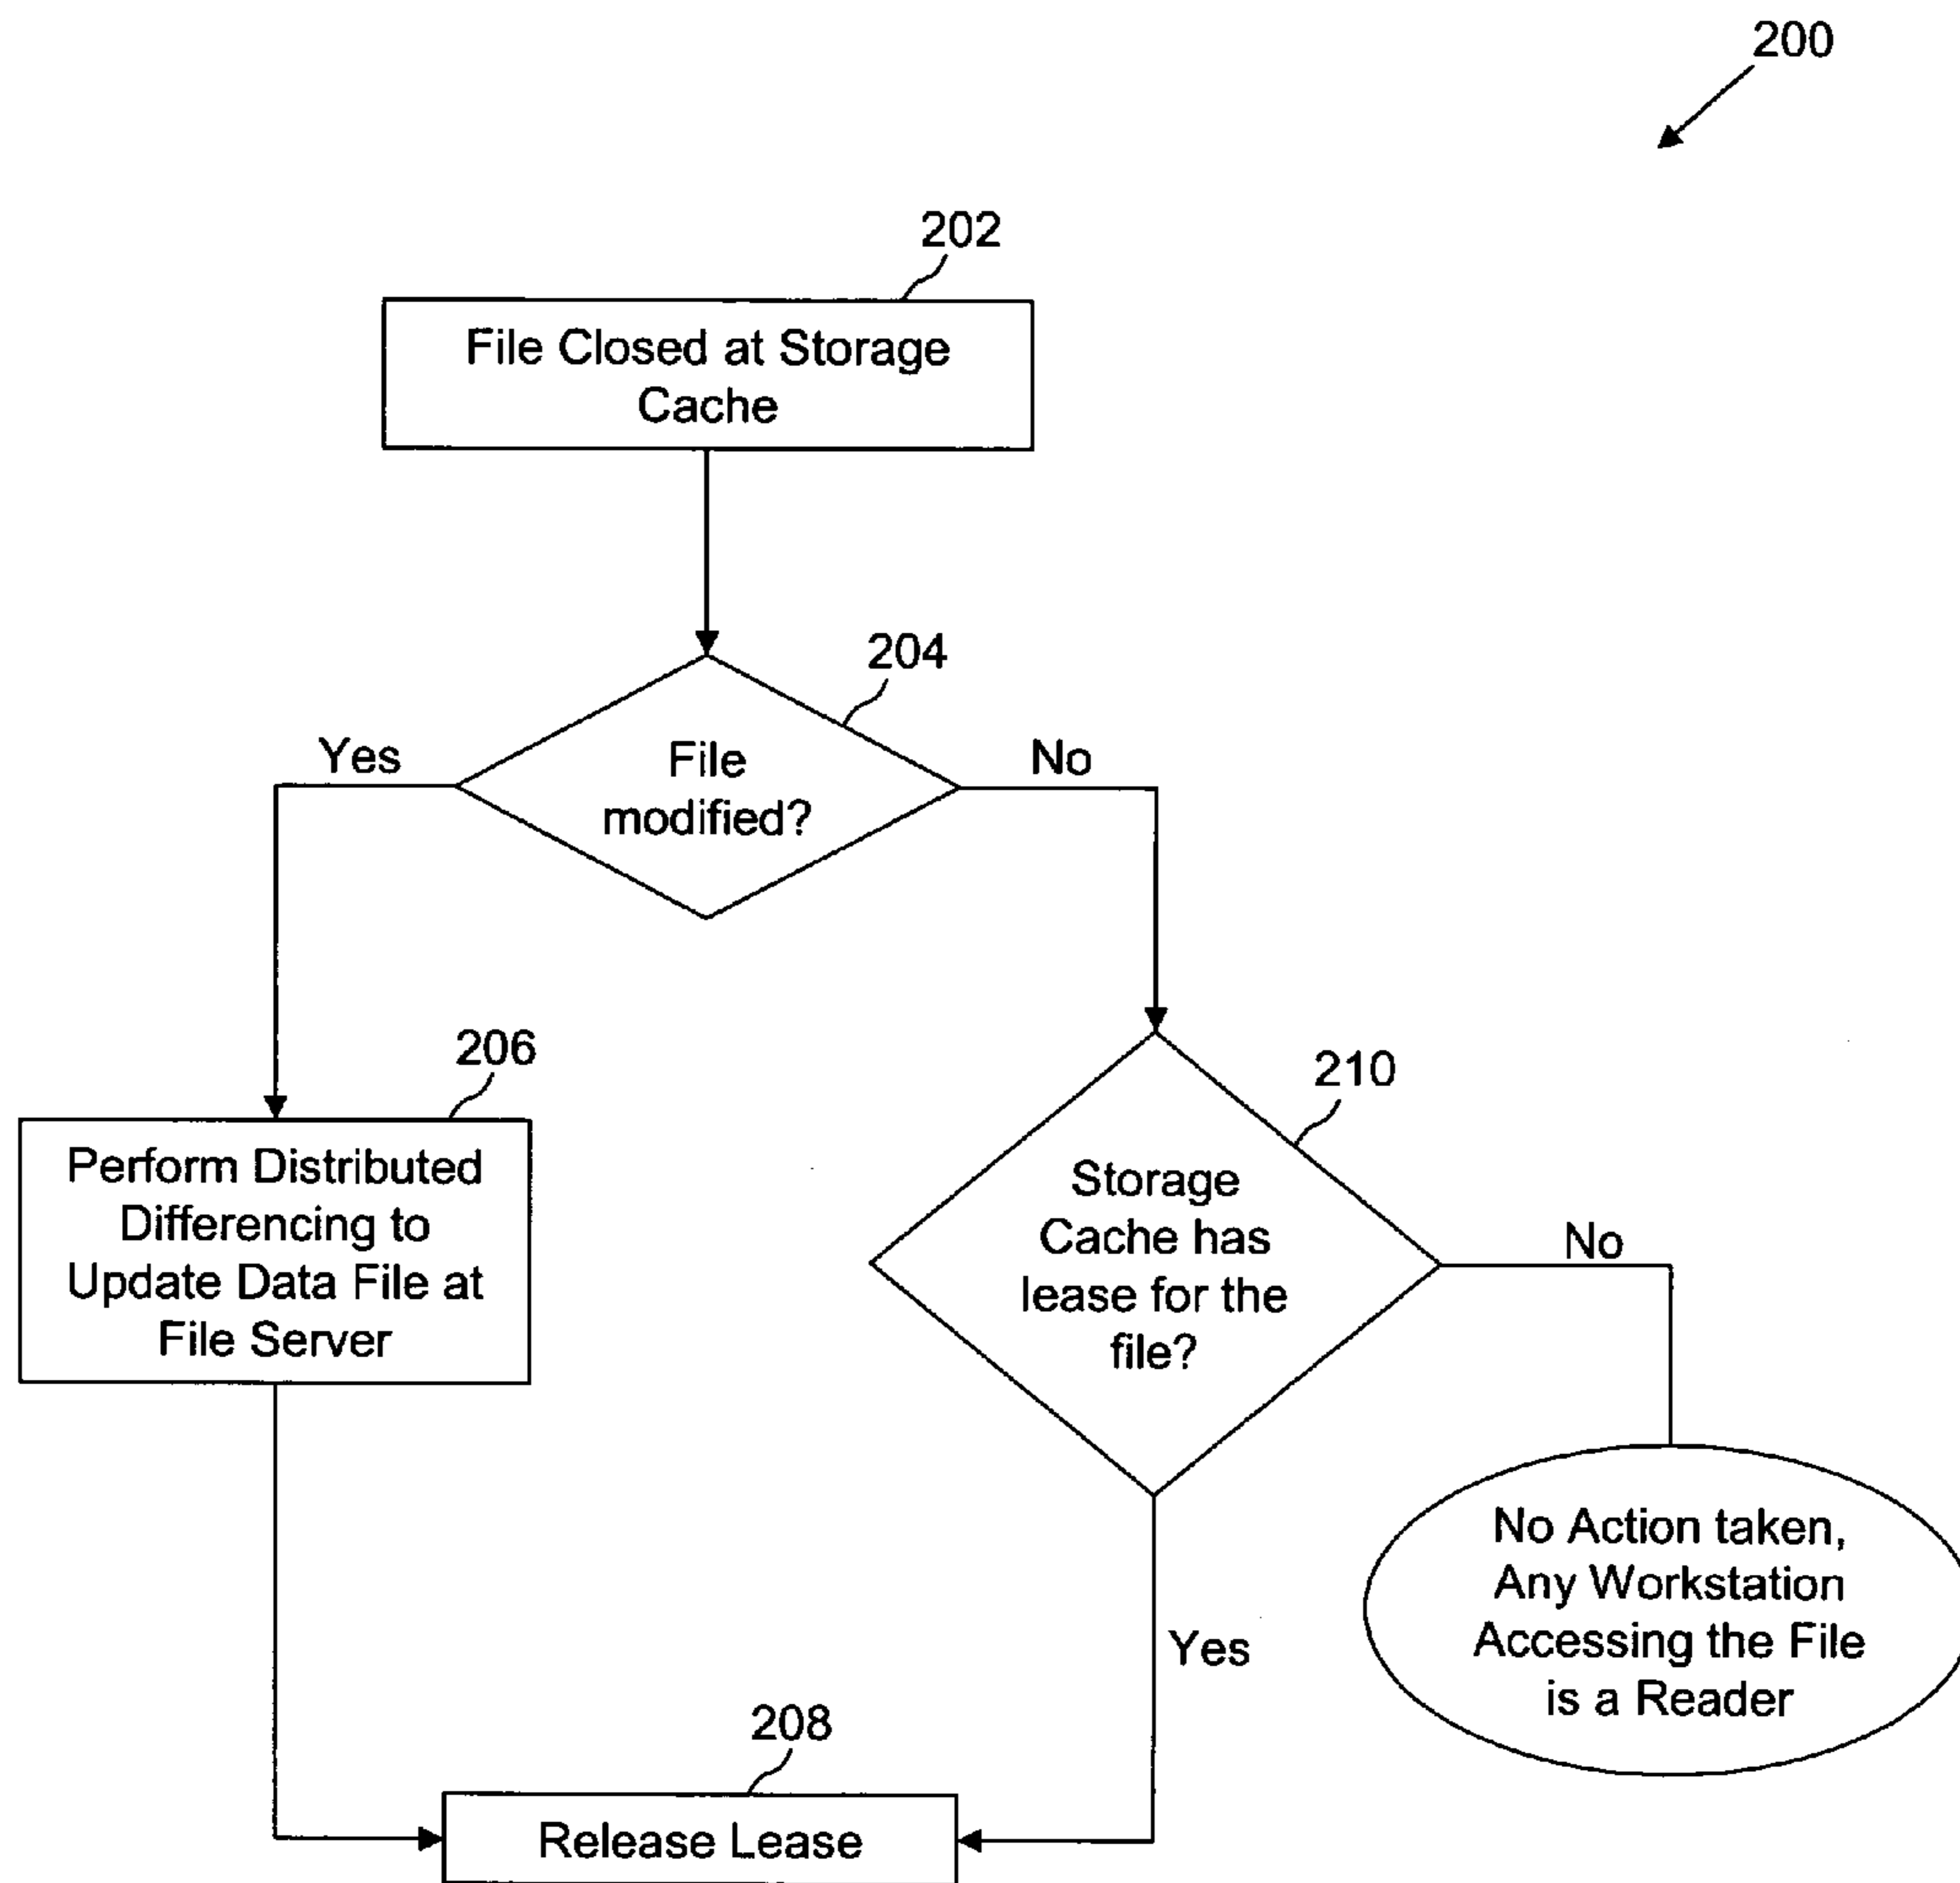 200
202
File Closed at Storage
Cache
204
File
modified?
Yes
No
206
Perform Distributed
Differencing to
Update Data File at
File Server
210
Storage
Cache has
lease for the
file?
No
Yes
No Action taken,
Any Workstation
Accessing the File
is a Reader
208
Release Lease